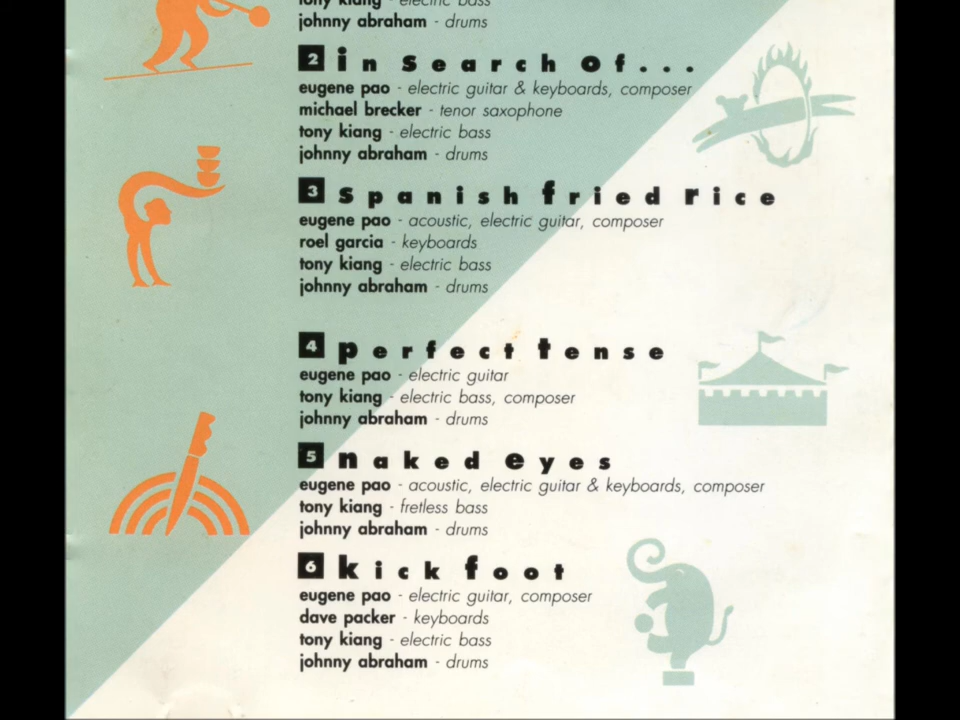 tony kiang - electric bass
johnny abraham - drums
2 in Search Of...
eugene pao - electric guitar & keyboards, composer
michael brecker - tenor saxophone
tony kiang - electric bass
johnny abraham - drums
3 Spanish fried rice
eugene pao - acoustic, electric guitar, composer
roel garcia - keyboards
tony kiang - electric bass
johnny abraham - drums
4 perfect tense
eugene pao - electric guitar
tony kiang - electric bass, composer
johnny abraham - drums
5 naked eyes
eugene pao - acoustic, electric guitar & keyboards, composer
tony kiang - fretless bass
johnny abraham - drums
6 kick foot
eugene pao - electric guitar, composer
dave packer - keyboards
tony kiang - electric bass
johnny abraham - drums